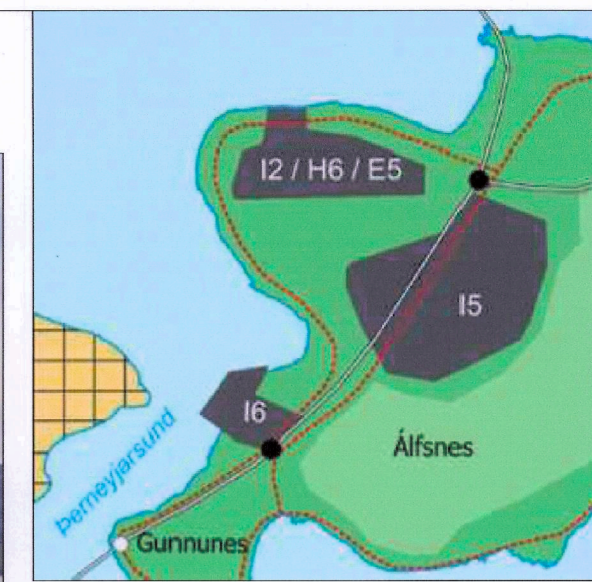 I2 / H6 / E5
I5
I6
Álfsnes
Þerneyjarsund
Gunnunes